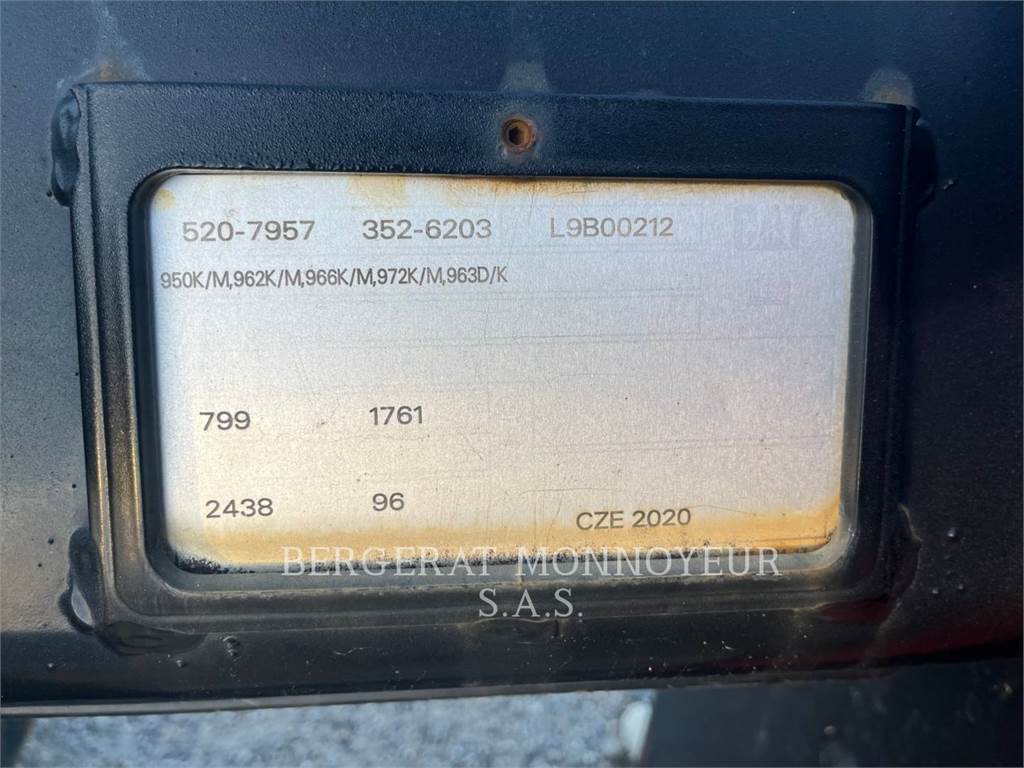 520-7957 352-6203 L9B00212
950K/M,962K/M,966K/M,972K/M,963D/K
799 1761
2438 96
CZE 2020
BERGERAT MONNOYEUR
S.A.S.